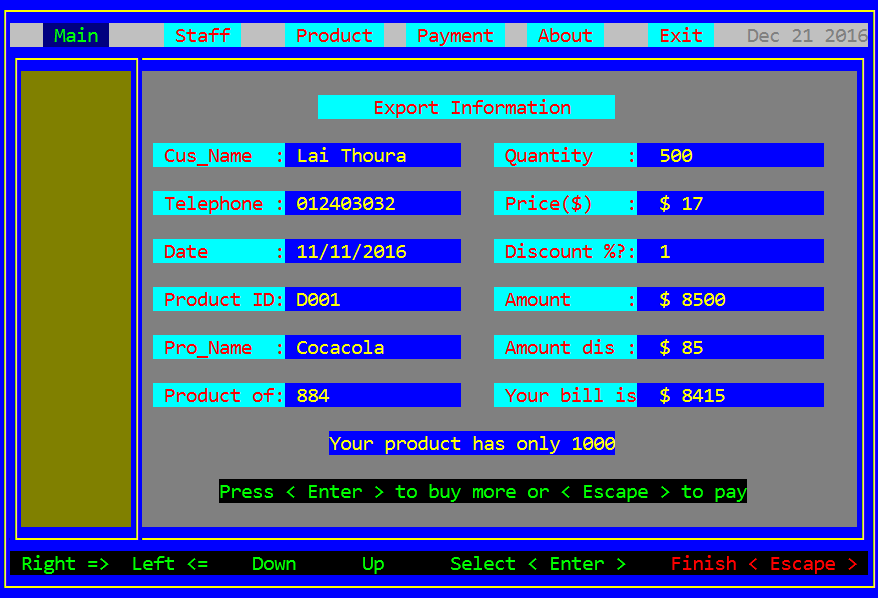 Main Staff Product Payment About Exit Dec 21 2016
Export Information
Cus_Name : Lai Thoura Quantity : 500
Telephone : 012403032 Price($) : $ 17
Date : 11/11/2016 Discount %?: 1
Product ID: D001 Amount : $ 8500
Pro_Name : Cocacola Amount dis : $ 85
Product of: 884 Your bill is $ 8415
Your product has only 1000
Press < Enter > to buy more or < Escape > to pay
Right => Left <= Down Up Select < Enter > Finish < Escape >